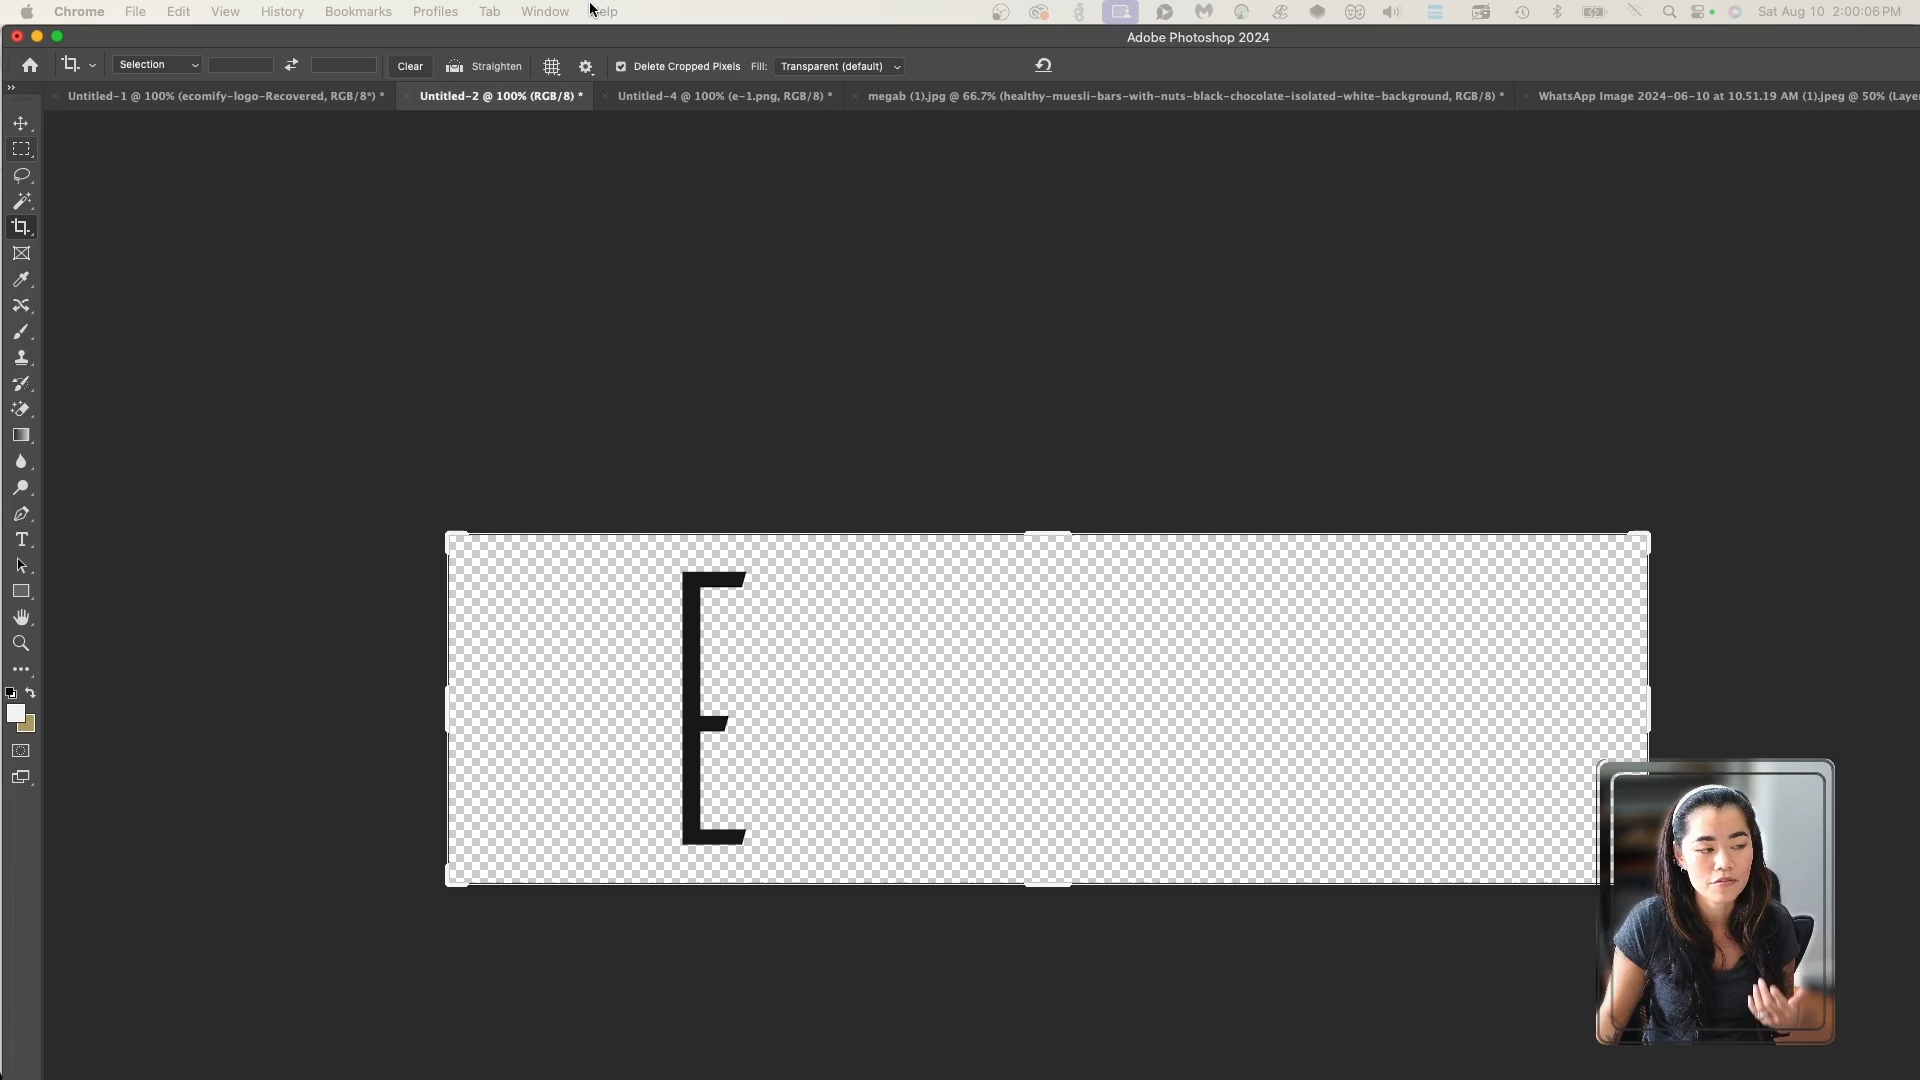 Chrome File Edit View History Bookmarks Profiles Tab Window Help Sat Aug 10 2:00:06 PM
Adobe Photoshop 2024
Selection Clear Straighten Delete Cropped Pixels Fill: Transparent (default)
Untitled-1 @ 100% (ecomify-logo-Recovered, RGB/8*) * Untitled-2 @ 100% (RGB/8) * Untitled-4 @ 100% (e-1.png, RGB/8) * megab (1).jpg @ 66.7% (healthy-muesli-bars-with-nuts-black-chocolate-isolated-white-background, RGB/8) * WhatsApp Image 2024-06-10 at 10.51.19 AM (1).jpeg @ 50% (Laye
E